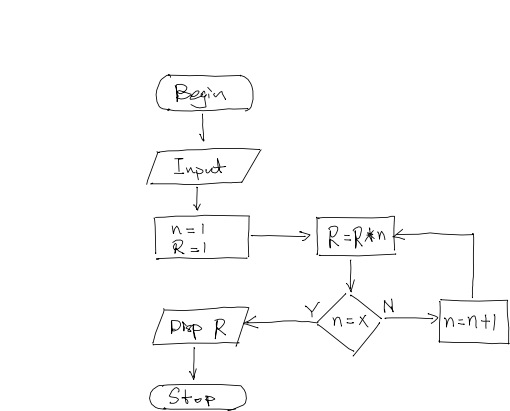 Begin
Input
n=1
R=1
R=R*n
n=x
Y
N
n=n+1
Disp R
Stop